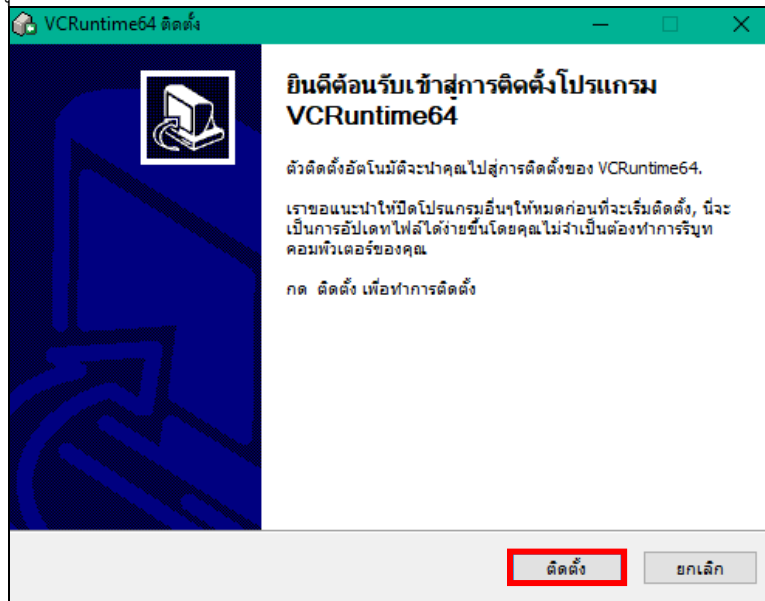 VCRuntime64 ติดตั้ง
ยินดีต้อนรับเข้าสู่การติดตั้งโปรแกรม
VCRuntime64
ตัวติดตั้งอัตโนมัติจะนำคุณไปสู่การติดตั้งของ VCRuntime64.
เราขอแนะนำให้ปิดโปรแกรมอื่นๆให้หมดก่อนที่จะเริ่มติดตั้ง, นี่จะ
เป็นการอัปเดทไฟล์ได้ง่ายขึ้นโดยคุณไม่จำเป็นต้องทำการรีบูท
คอมพิวเตอร์ของคุณ
กด ติดตั้ง เพื่อทำการติดตั้ง
ติดตั้ง
ยกเลิก